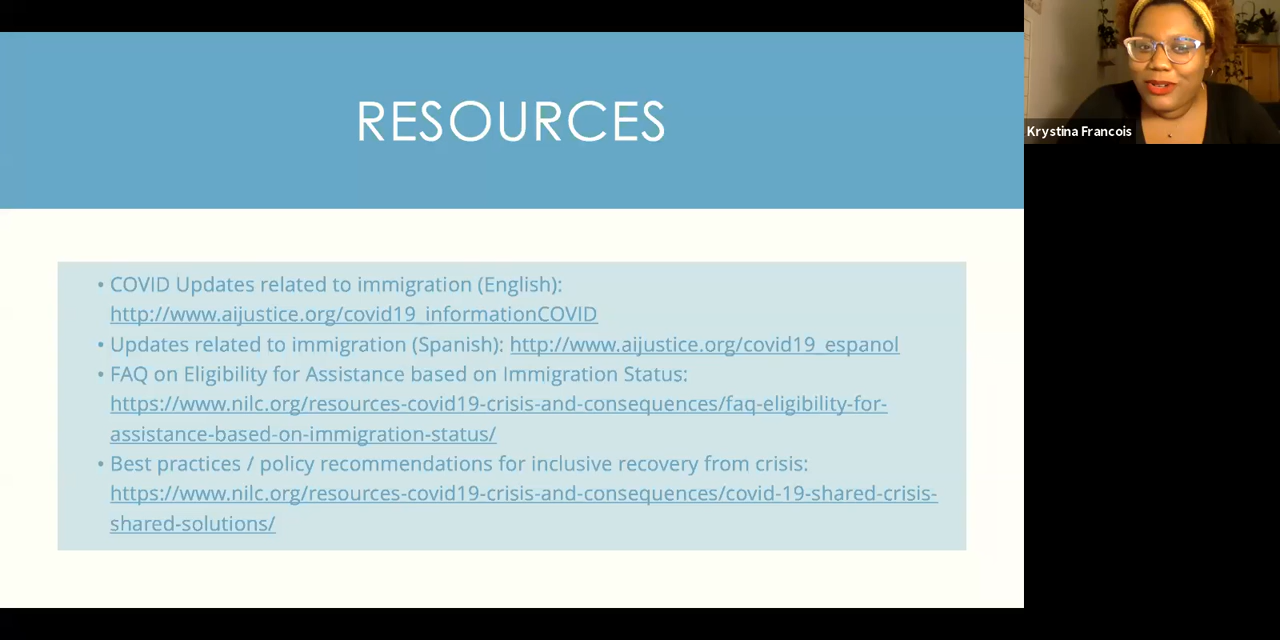 RESOURCES
Krystina Francois
• COVID Updates related to immigration (English):
http://www.aijustice.org/covid19_informationCOVID
• Updates related to immigration (Spanish): http://www.aijustice.org/covid19_espanol
• FAQ on Eligibility for Assistance based on Immigration Status:
https://www.nilc.org/resources-covid19-crisis-and-consequences/faq-eligibility-for-
assistance-based-on-immigration-status/
• Best practices / policy recommendations for inclusive recovery from crisis:
https://www.nilc.org/resources-covid19-crisis-and-consequences/covid-19-shared-crisis-
shared-solutions/